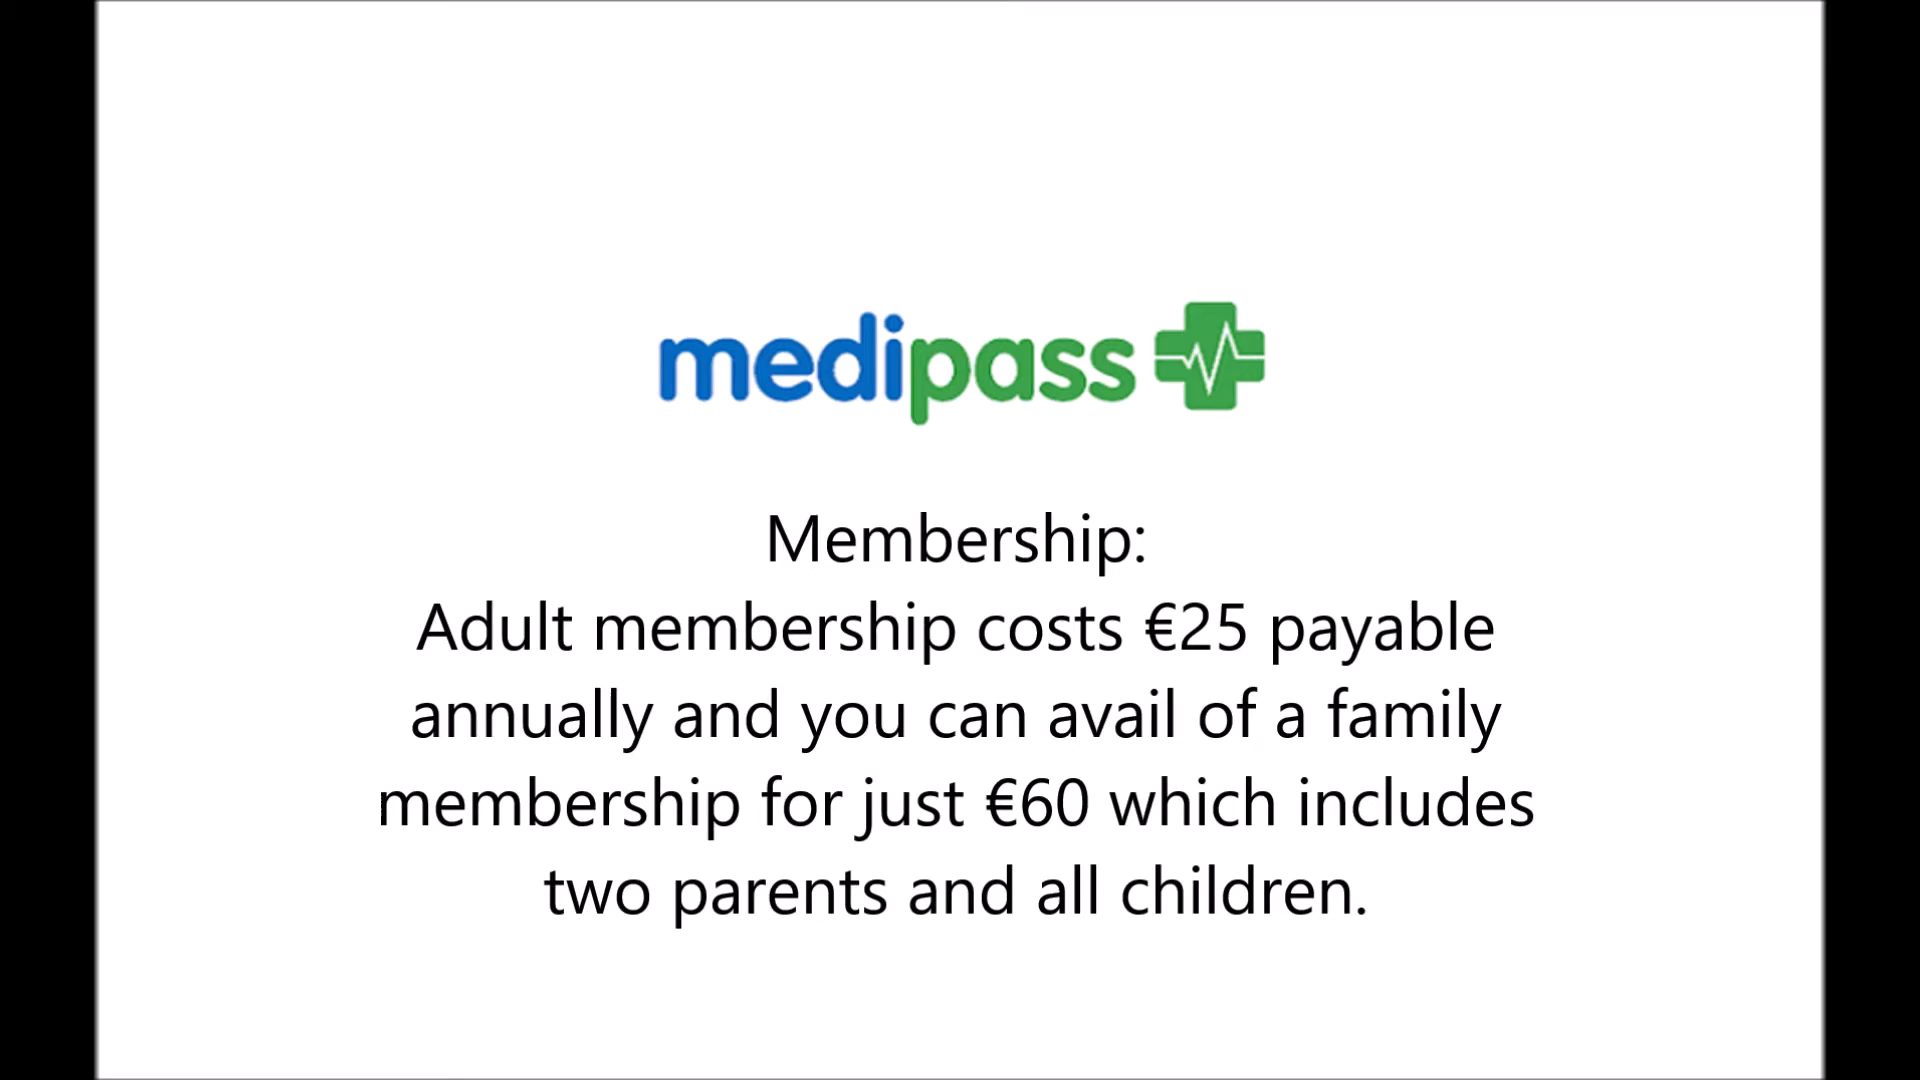 medipass
Membership:
Adult membership costs €25 payable
annually and you can avail of a family
membership for just €60 which includes
two parents and all children.